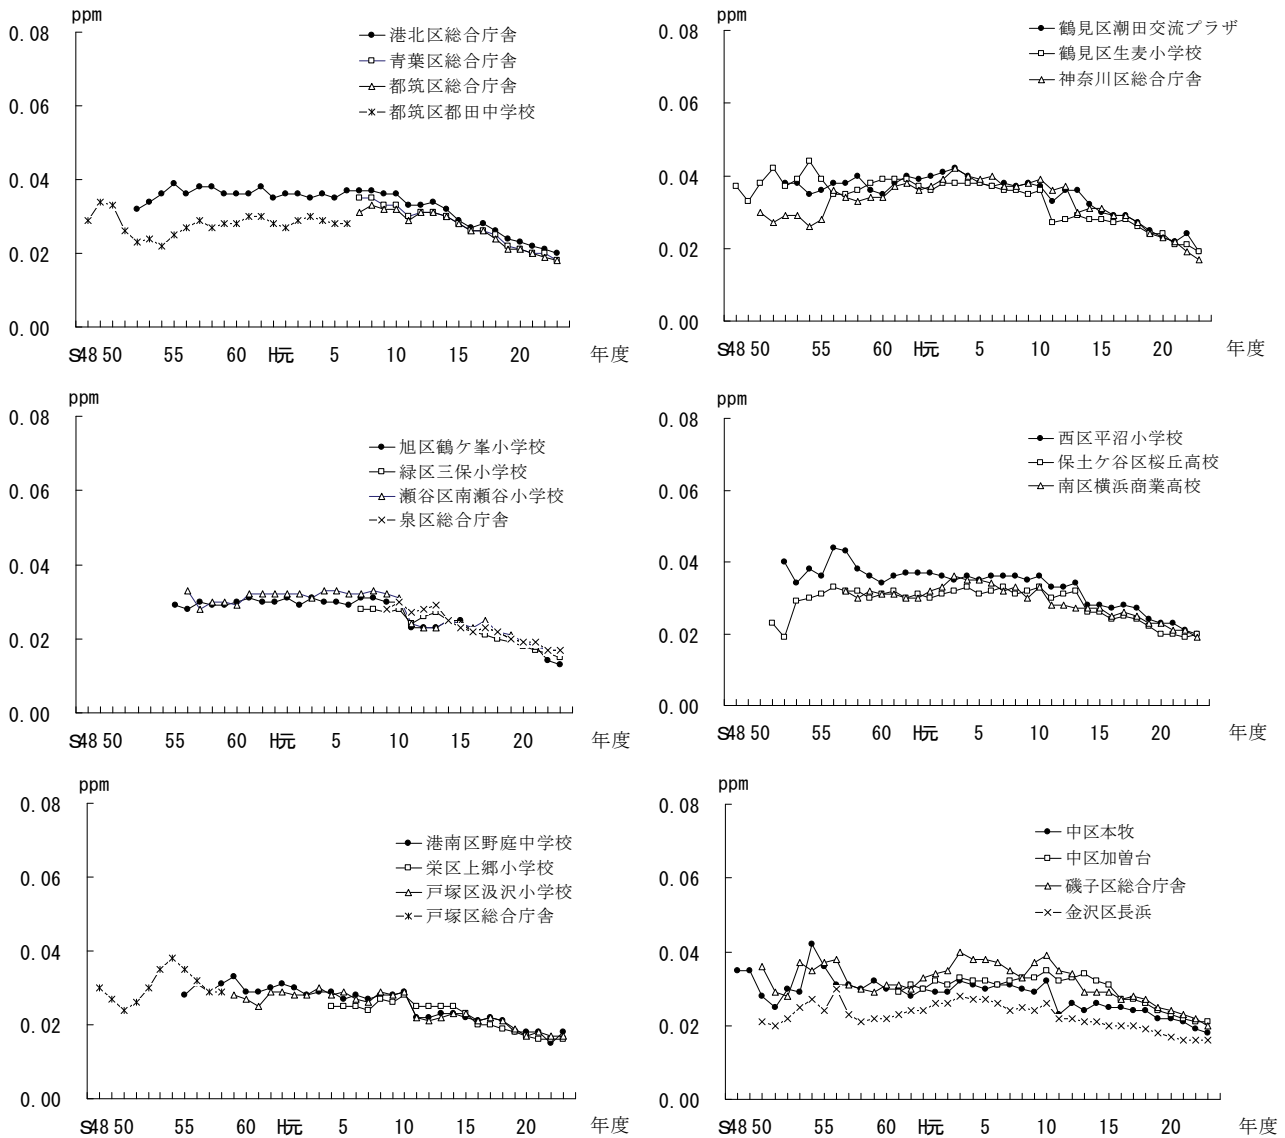 ppm
0.08
0.06
0.04
0.02
0.00
港北区総合庁舎
青葉区総合庁舎
都筑区総合庁舎
都筑区都田中学校
S48 50 55 60 H元 5 10 15 20 年度
ppm
0.08
0.06
0.04
0.02
0.00
鶴見区潮田交流プラザ
鶴見区生麦小学校
神奈川区総合庁舎
S48 50 55 60 H元 5 10 15 20 年度
ppm
0.08
0.06
0.04
0.02
0.00
旭区鶴ケ峯小学校
緑区三保小学校
瀬谷区南瀬谷小学校
泉区総合庁舎
S48 50 55 60 H元 5 10 15 20 年度
ppm
0.08
0.06
0.04
0.02
0.00
西区平沼小学校
保土ケ谷区桜丘高校
南区横浜商業高校
S48 50 55 60 H元 5 10 15 20 年度
ppm
0.08
0.06
0.04
0.02
0.00
港南区野庭中学校
栄区上郷小学校
戸塚区汲沢小学校
戸塚区総合庁舎
S48 50 55 60 H元 5 10 15 20 年度
ppm
0.08
0.06
0.04
0.02
0.00
中区本牧
中区加曽台
磯子区総合庁舎
金沢区長浜
S48 50 55 60 H元 5 10 15 20 年度